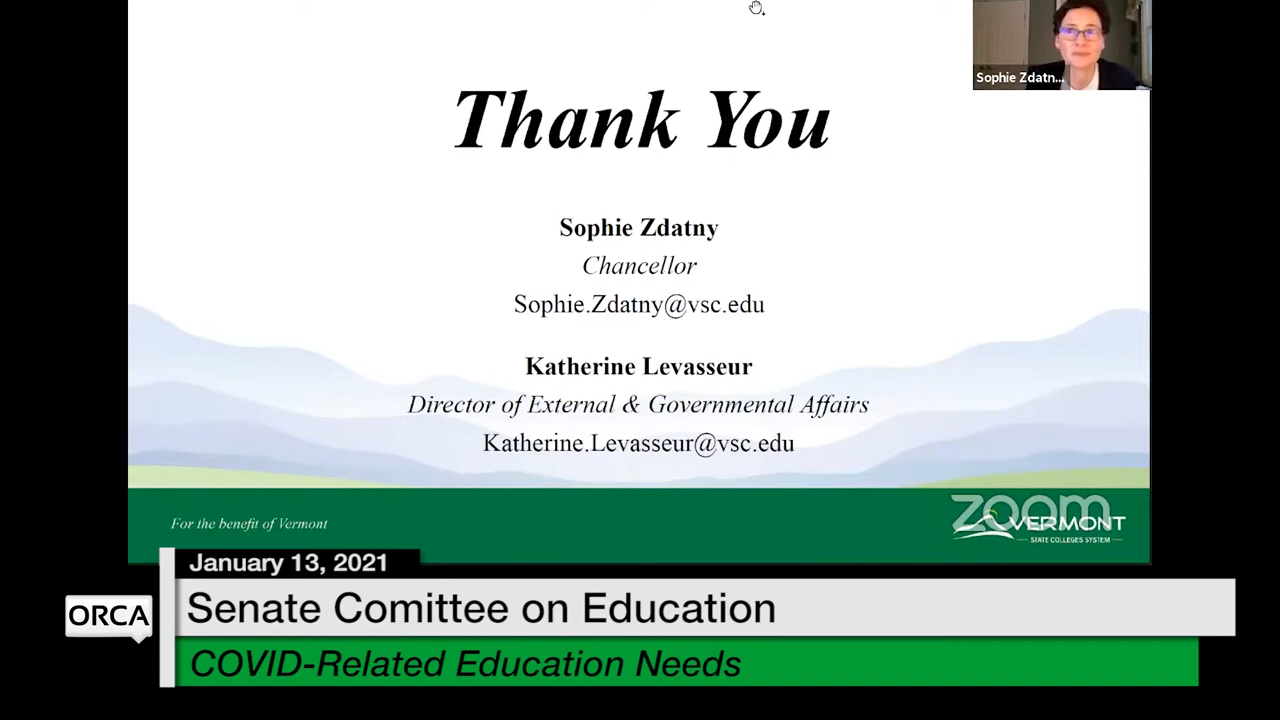 Sophie Zdatn...
Thank You
Sophie Zdatny
Chancellor
Sophie.Zdatny@vsc.edu
Katherine Levasseur
Director of External & Governmental Affairs
Katherine.Levasseur@vsc.edu
For the benefit of Vermont
zoom
VERMONT
STATE COLLEGES SYSTEM
January 13, 2021
ORCA
Senate Comittee on Education
COVID-Related Education Needs